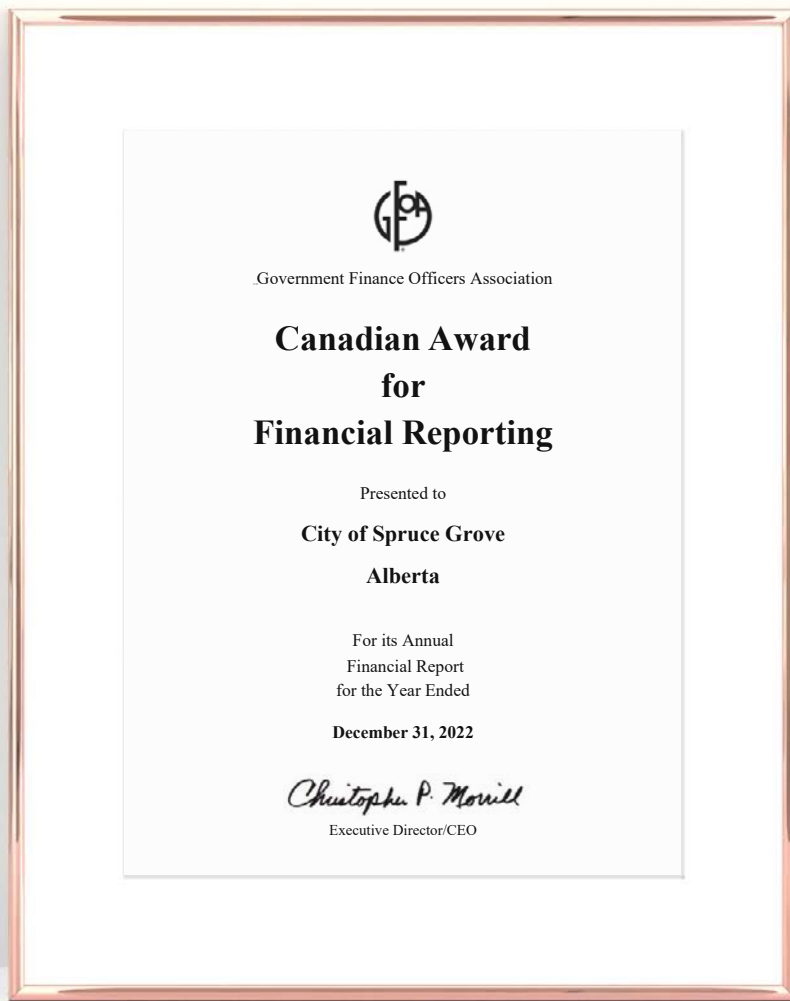 GFOA
Government Finance Officers Association
Canadian Award
for
Financial Reporting
Presented to
City of Spruce Grove
Alberta
For its Annual
Financial Report
for the Year Ended
December 31, 2022
Christopher P. Morrill
Executive Director/CEO